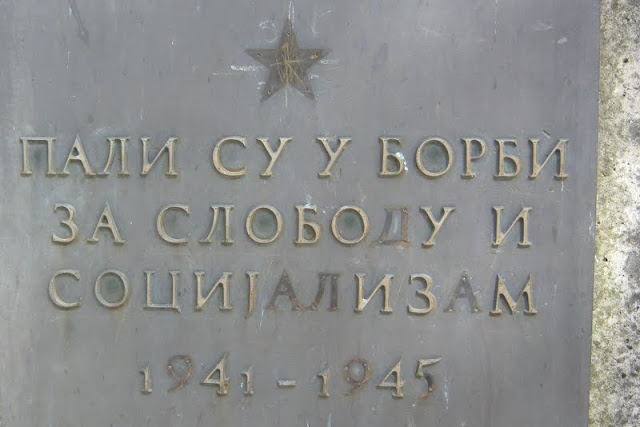 ПАЛИ СУ У БОРБИ
ЗА СЛОБОДУ И
СОЦИЈАЛИЗАМ
1941-1945